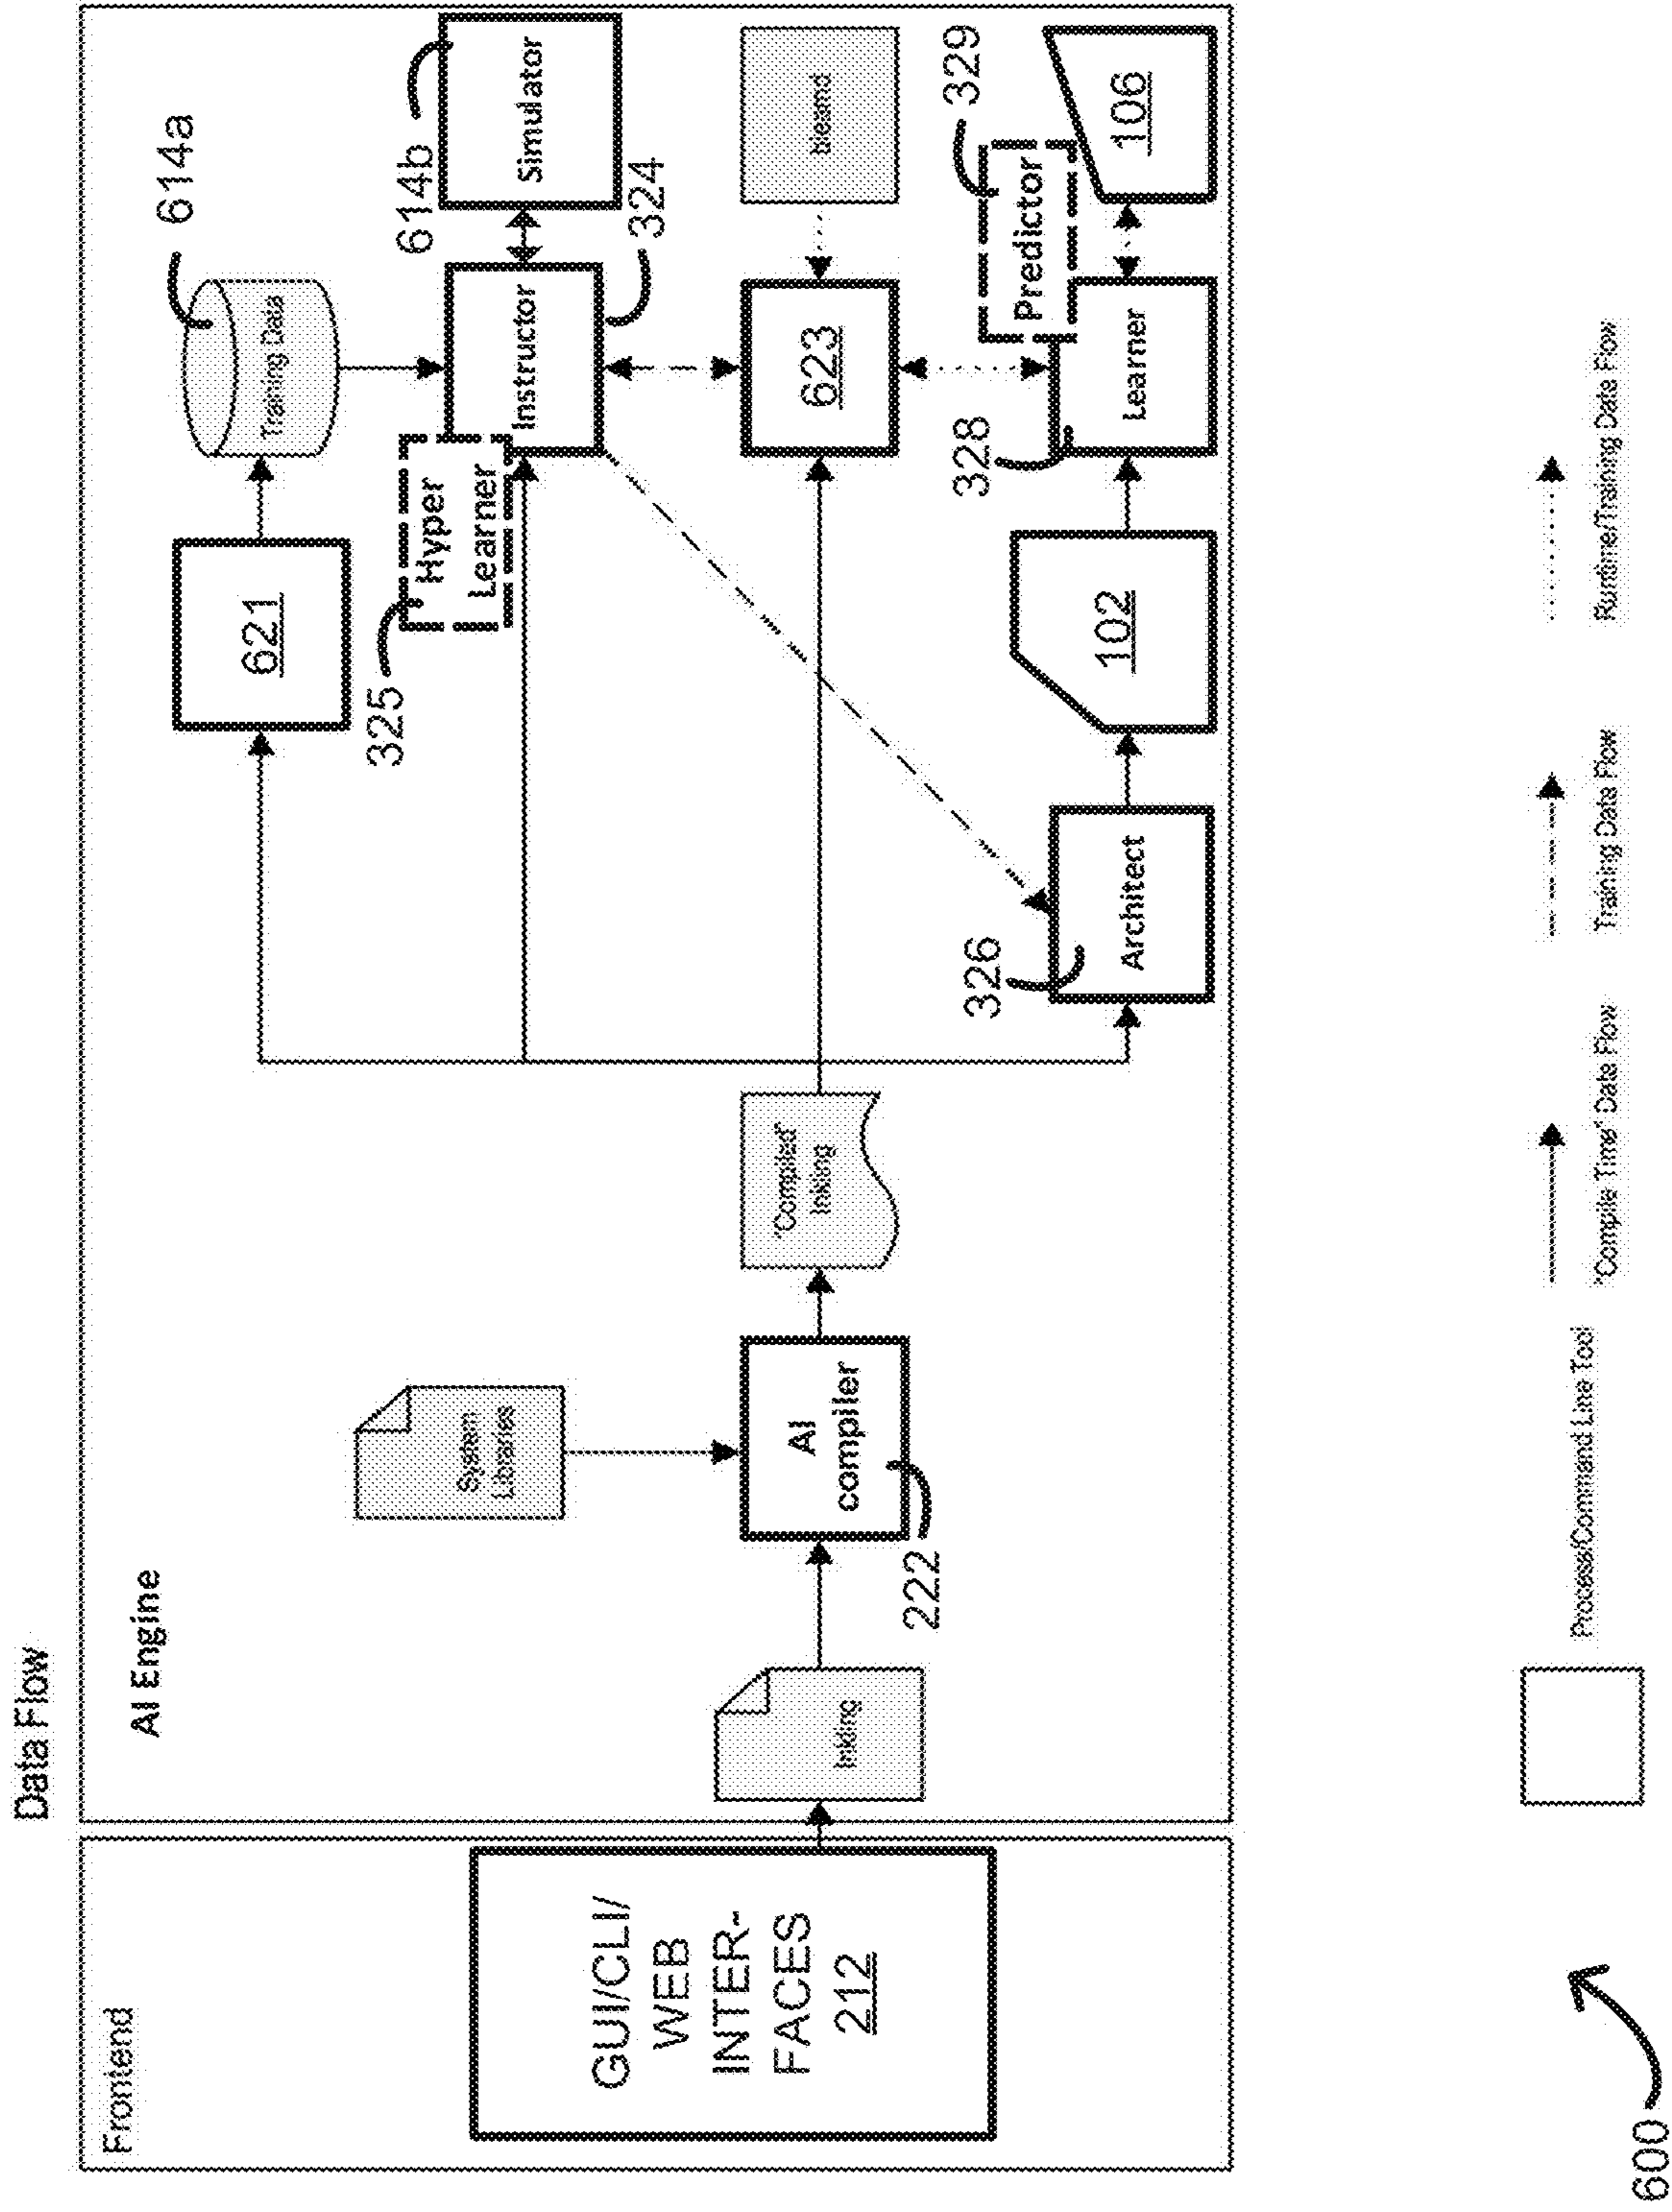 Data Flow
Frontend
AI Engine
GUI/CLI/
WEB
INTER-
FACES
212
Inkling
System
Libraries
AI
compiler
222
"Compiled"
Inkling
621
614a
Training Data
325
Hyper
Learner
Instructor
324
614b
Simulator
623
326
Architect
102
328
Learner
329
Predictor
106
Process/Command Line Tool
'Compile Time' Data Flow
Training Data Flow
Runtime/Training Data Flow
600